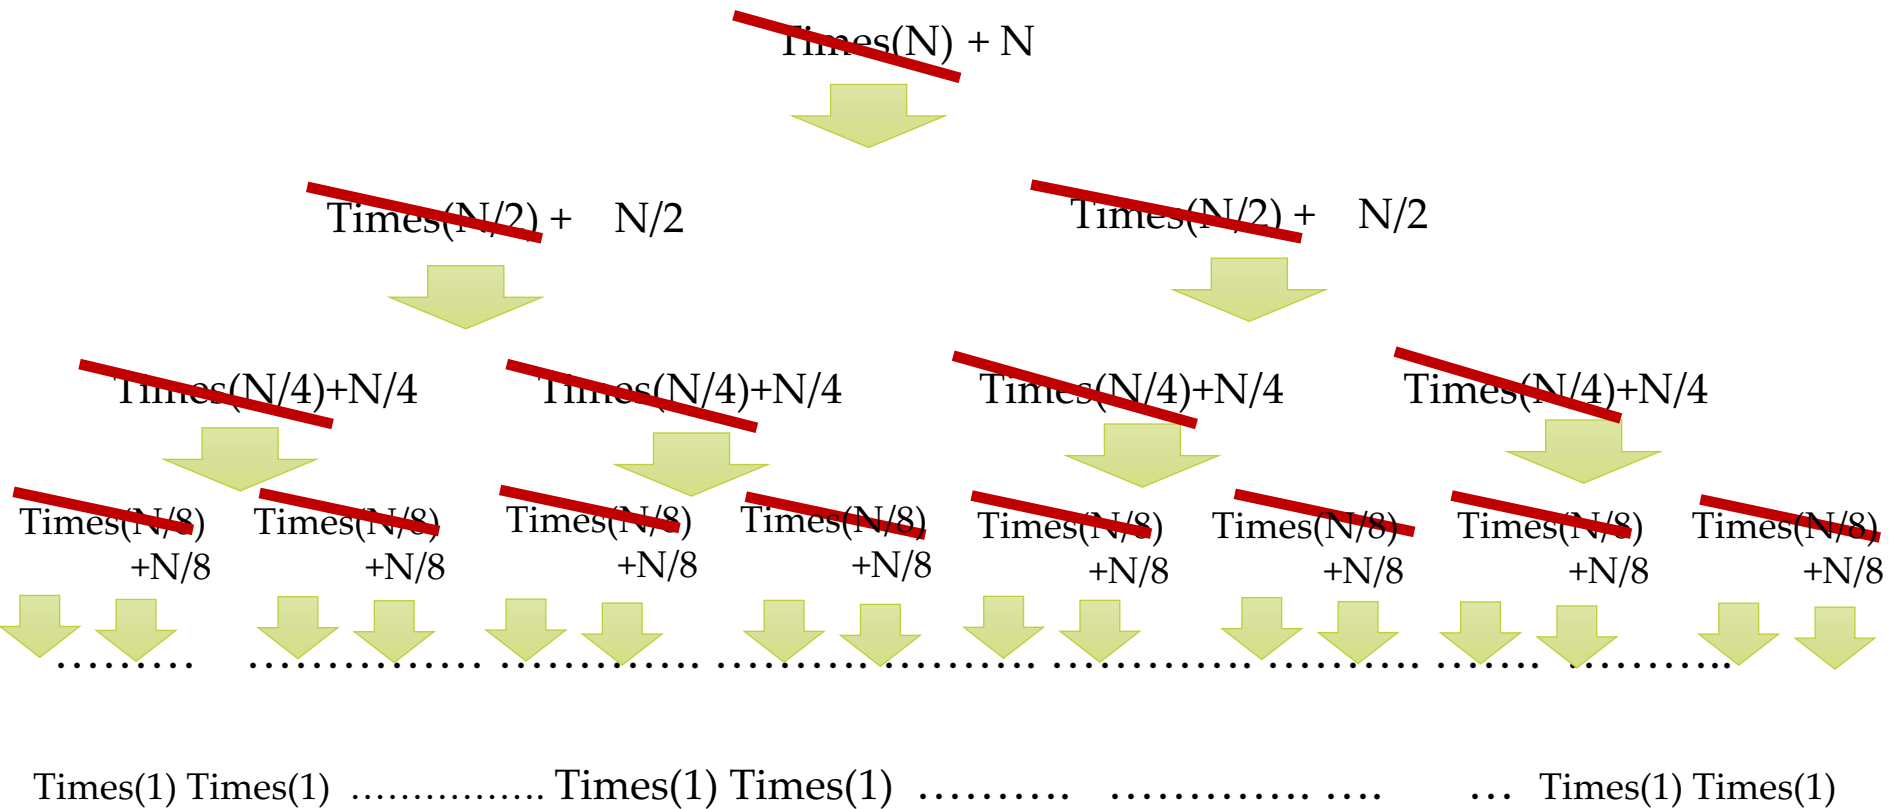 Times(N) + N
Times(N/2) + N/2 Times(N/2) + N/2
Times(N/4)+N/4 Times(N/4)+N/4 Times(N/4)+N/4 Times(N/4)+N/4
Times(N/8) Times(N/8) Times(N/8) Times(N/8) Times(N/8) Times(N/8) Times(N/8) Times(N/8)
+N/8 +N/8 +N/8 +N/8 +N/8 +N/8 +N/8 +N/8
......... ................ ............. .......... .......... ............. .......... ....... ...........
Times(1) Times(1) ................ Times(1) Times(1) .......... ............. .... ... Times(1) Times(1)